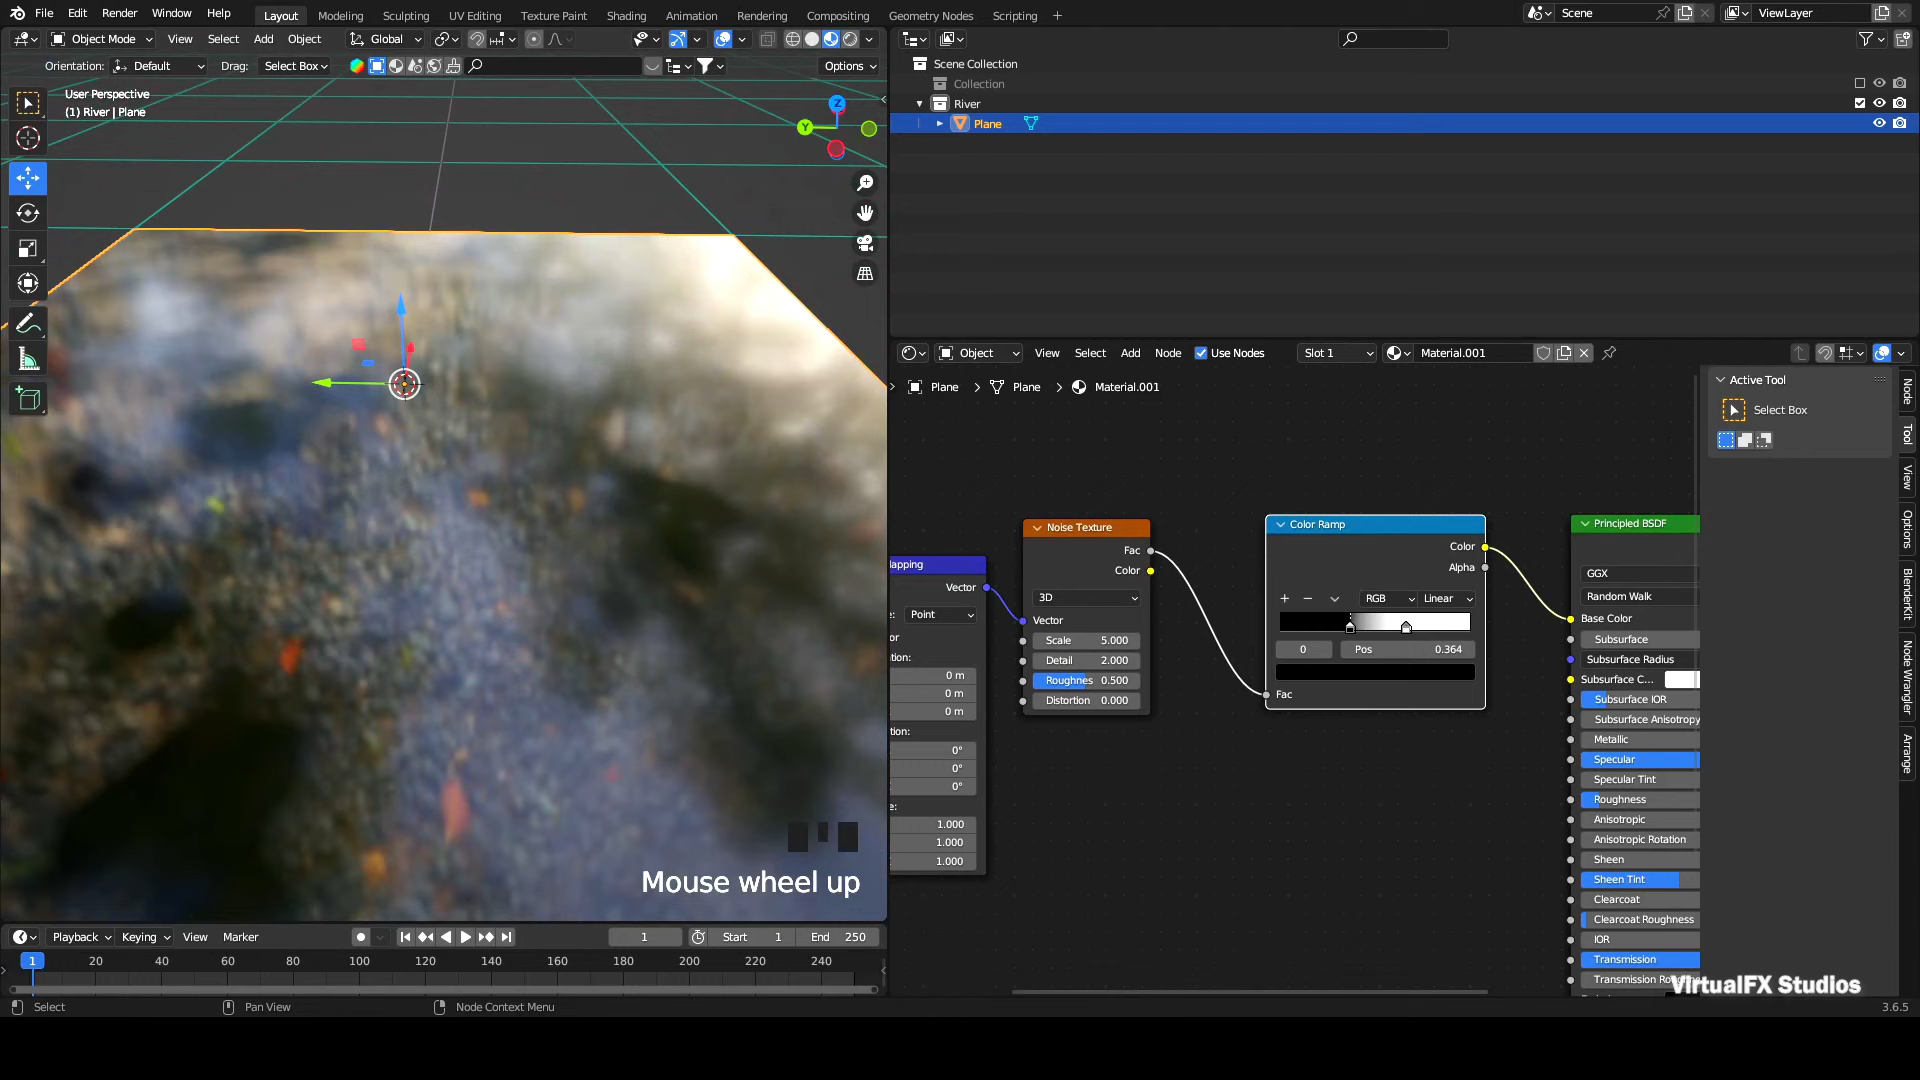 File Edit Render Window Help Layout Modeling Sculpting UV Editing Texture Paint Shading Animation Rendering Compositing Geometry Nodes Scripting + Scene ViewLayer
Object Mode View Select Add Object Global
Orientation: Default Drag: Select Box Options
User Perspective
(1) River | Plane
Z
Y
Scene Collection
Collection
River
Plane
Object View Select Add Node Use Nodes Slot 1 Material.001
Plane Plane Material.001
Active Tool
Select Box
Node
Tool
View
Options
BlenderKit
Node Wrangler
Arrange
apping
Vector
Point
0 m
0 m
0 m
0°
0°
0°
1.000
1.000
1.000
Noise Texture
Fac
Color
3D
Vector
Scale 5.000
Detail 2.000
Roughnes 0.500
Distortion 0.000
Color Ramp
Color
Alpha
+ − RGB Linear
0 Pos 0.364
Fac
Principled BSDF
GGX
Random Walk
Base Color
Subsurface
Subsurface Radius
Subsurface C...
Subsurface IOR
Subsurface Anisotropy
Metallic
Specular
Specular Tint
Roughness
Anisotropic
Anisotropic Rotation
Sheen
Sheen Tint
Clearcoat
Clearcoat Roughness
IOR
Transmission
VirtualFX Studios
Mouse wheel up
Playback Keying View Marker 1 Start 1 End 250
1 20 40 60 80 100 120 140 160 180 200 220 240
Select Pan View Node Context Menu 3.6.5